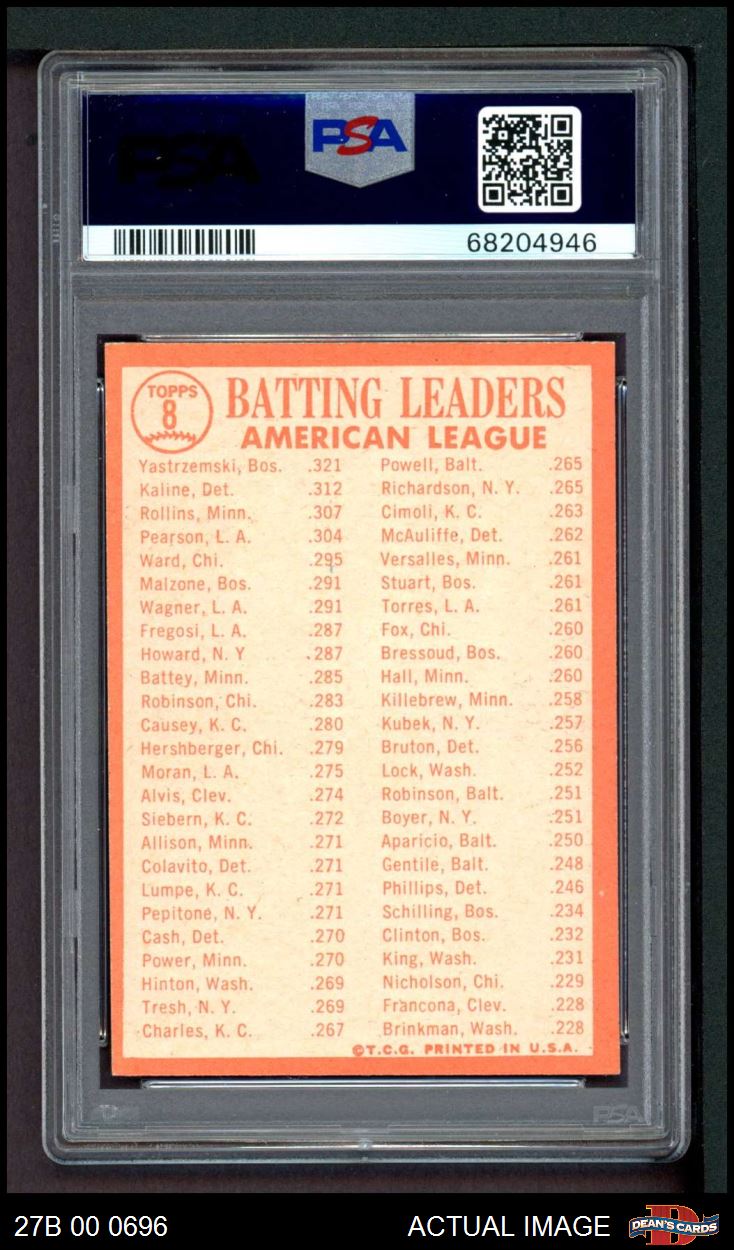 PSA
PSA
68204946
TOPPS
8
BATTING LEADERS
AMERICAN LEAGUE
Yastrzemski, Bos. .321
Kaline, Det. .312
Rollins, Minn. .307
Pearson, L. A. .304
Ward, Chi. .295
Malzone, Bos. .291
Wagner, L. A. .291
Fregosi, L. A. .287
Howard, N. Y .287
Battey, Minn. .285
Robinson, Chi. .283
Causey, K. C. .280
Hershberger, Chi. .279
Moran, L. A. .275
Alvis, Clev. .274
Siebern, K. C. .272
Allison, Minn. .271
Colavito, Det. .271
Lumpe, K. C. .271
Pepitone, N. Y. .271
Cash, Det. .270
Power, Minn. .270
Hinton, Wash. .269
Tresh, N. Y. .269
Charles, K. C. .267
Powell, Balt. .265
Richardson, N. Y. .265
Cimoli, K. C. .263
McAuliffe, Det. .262
Versalles, Minn. .261
Stuart, Bos. .261
Torres, L. A. .261
Fox, Chi. .260
Bressoud, Bos. .260
Hall, Minn. .260
Killebrew, Minn. .258
Kubek, N. Y. .257
Bruton, Det. .256
Lock, Wash. .252
Robinson, Balt. .251
Boyer, N. Y. .251
Aparicio, Balt. .250
Gentile, Balt. .248
Phillips, Det. .246
Schilling, Bos. .234
Clinton, Bos. .232
King, Wash. .231
Nicholson, Chi. .229
Francona, Clev. .228
Brinkman, Wash. .228
©T.C.G. PRINTED IN U.S.A.
PSA
27B 00 0696
ACTUAL IMAGE
DEAN'S CARDS